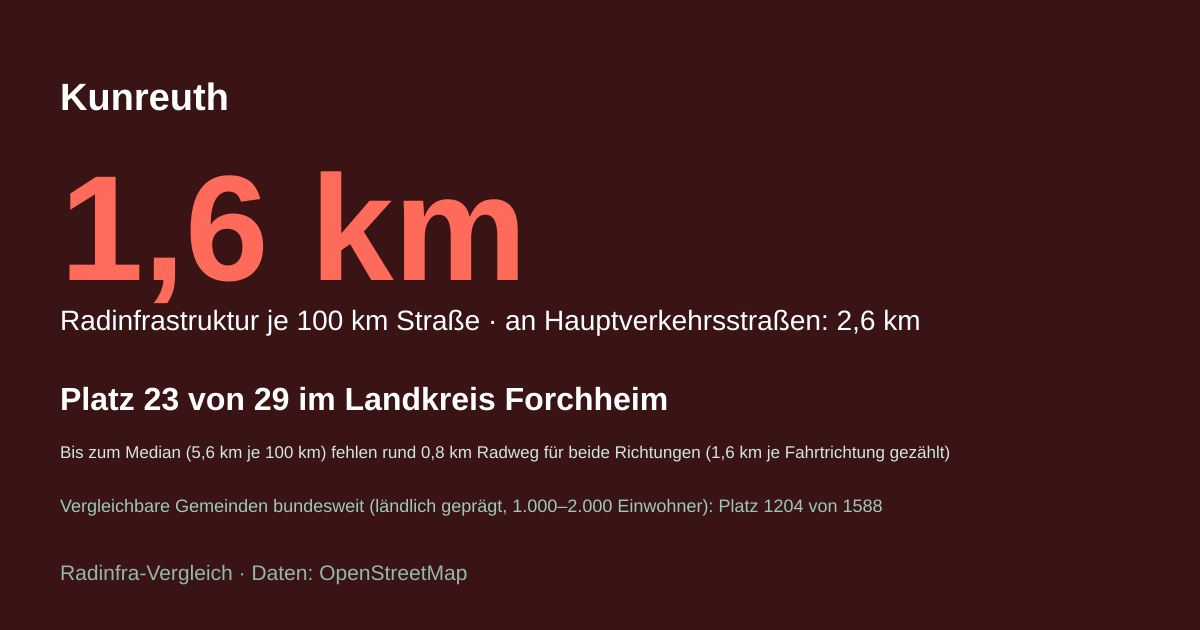 Kunreuth
1,6 km
Radinfrastruktur je 100 km Straße · an Hauptverkehrsstraßen: 2,6 km
Platz 23 von 29 im Landkreis Forchheim
Bis zum Median (5,6 km je 100 km) fehlen rund 0,8 km Radweg für beide Richtungen (1,6 km je Fahrtrichtung gezählt)
Vergleichbare Gemeinden bundesweit (ländlich geprägt, 1.000–2.000 Einwohner): Platz 1204 von 1588
Radinfra-Vergleich · Daten: OpenStreetMap